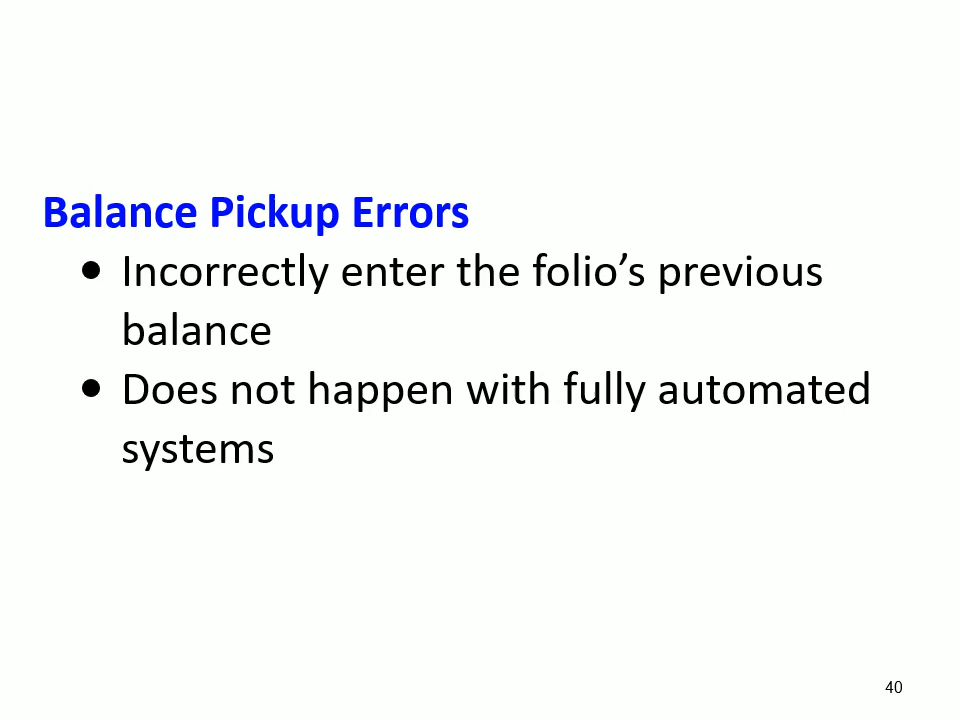 Balance Pickup Errors
● Incorrectly enter the folio’s previous
balance
● Does not happen with fully automated
systems
40